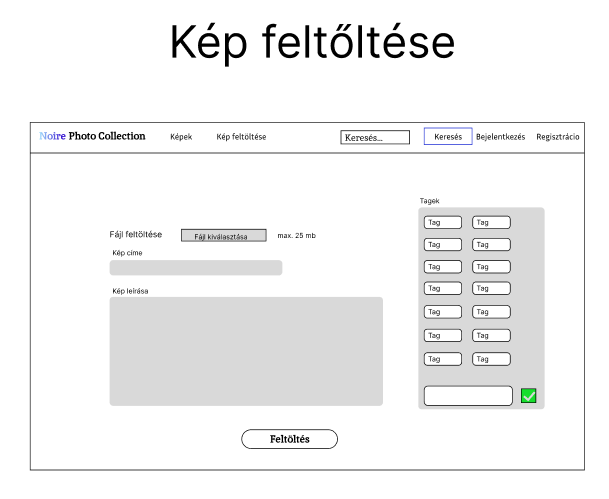 Kép feltőltése
Noire Photo Collection Képek Kép feltöltése Keresés... Keresés Bejelentkezés Regisztrácio
Tagek
Tag Tag
Tag Tag
Tag Tag
Tag Tag
Tag Tag
Tag Tag
Tag Tag
Fájl feltöltése Fájl kiválasztása max. 25 mb
Kép címe
Kép leírása
Feltöltés